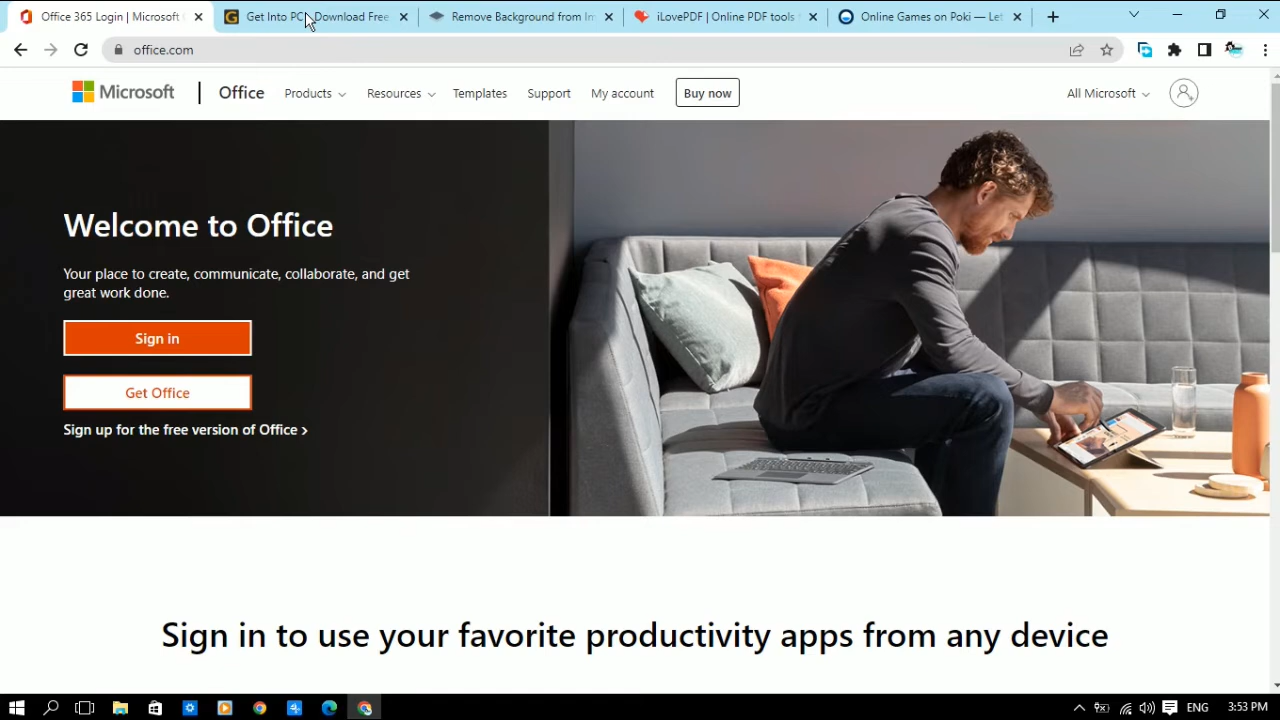 Office 365 Login | Microsoft
Get Into PC Download Free
Remove Background from Im
iLovePDF | Online PDF tools
Online Games on Poki — Let
office.com
Microsoft
Office
Products
Resources
Templates
Support
My account
Buy now
All Microsoft
Welcome to Office
Your place to create, communicate, collaborate, and get
great work done.
Sign in
Get Office
Sign up for the free version of Office >
Sign in to use your favorite productivity apps from any device
ENG
3:53 PM